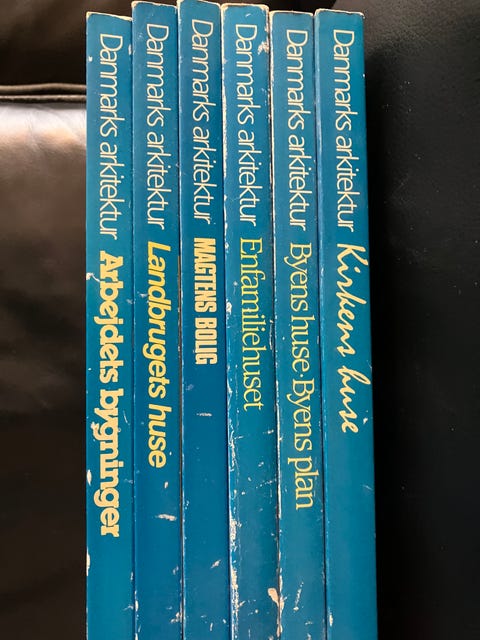 Danmarks arkitektur Arbejdets bygninger
Danmarks arkitektur Landbrugets huse
Danmarks arkitektur MAGTENS BOLIG
Danmarks arkitektur Enfamiliehuset
Danmarks arkitektur Byens huse · Byens plan
Danmarks arkitektur Kirkens huse